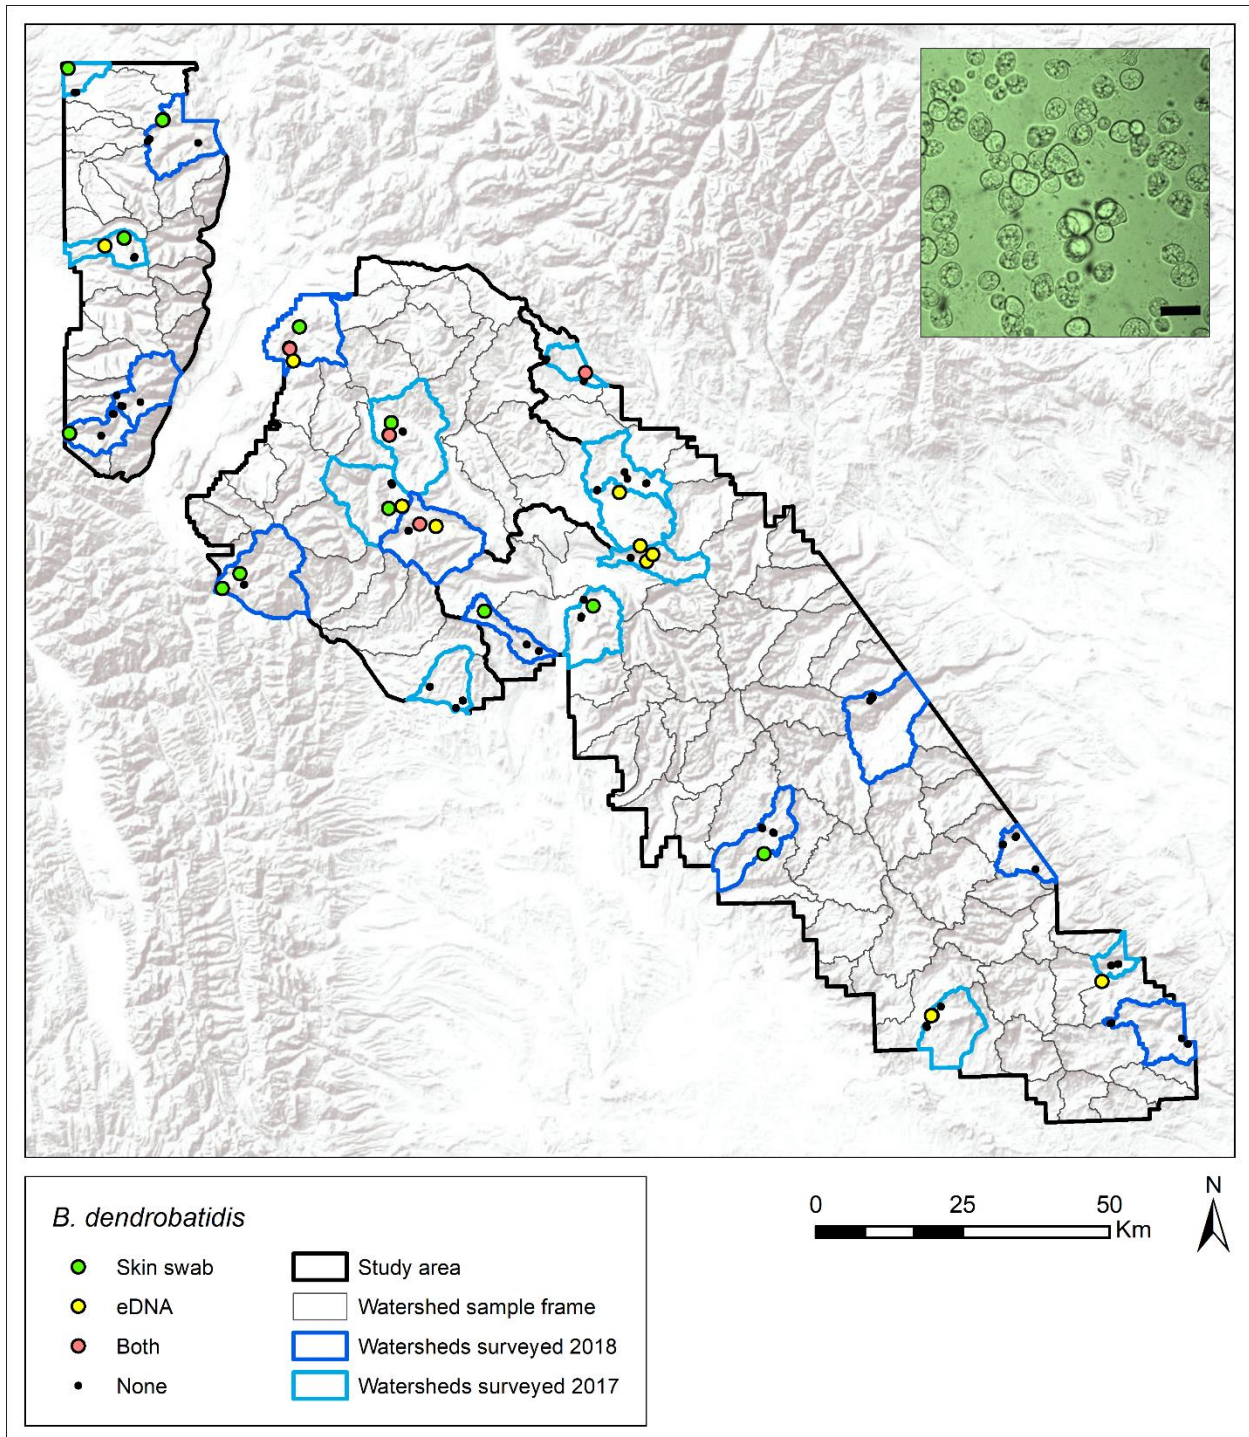 B. dendrobatidis
Skin swab
eDNA
Both
None
Study area
Watershed sample frame
Watersheds surveyed 2018
Watersheds surveyed 2017
0 25 50
Km
N